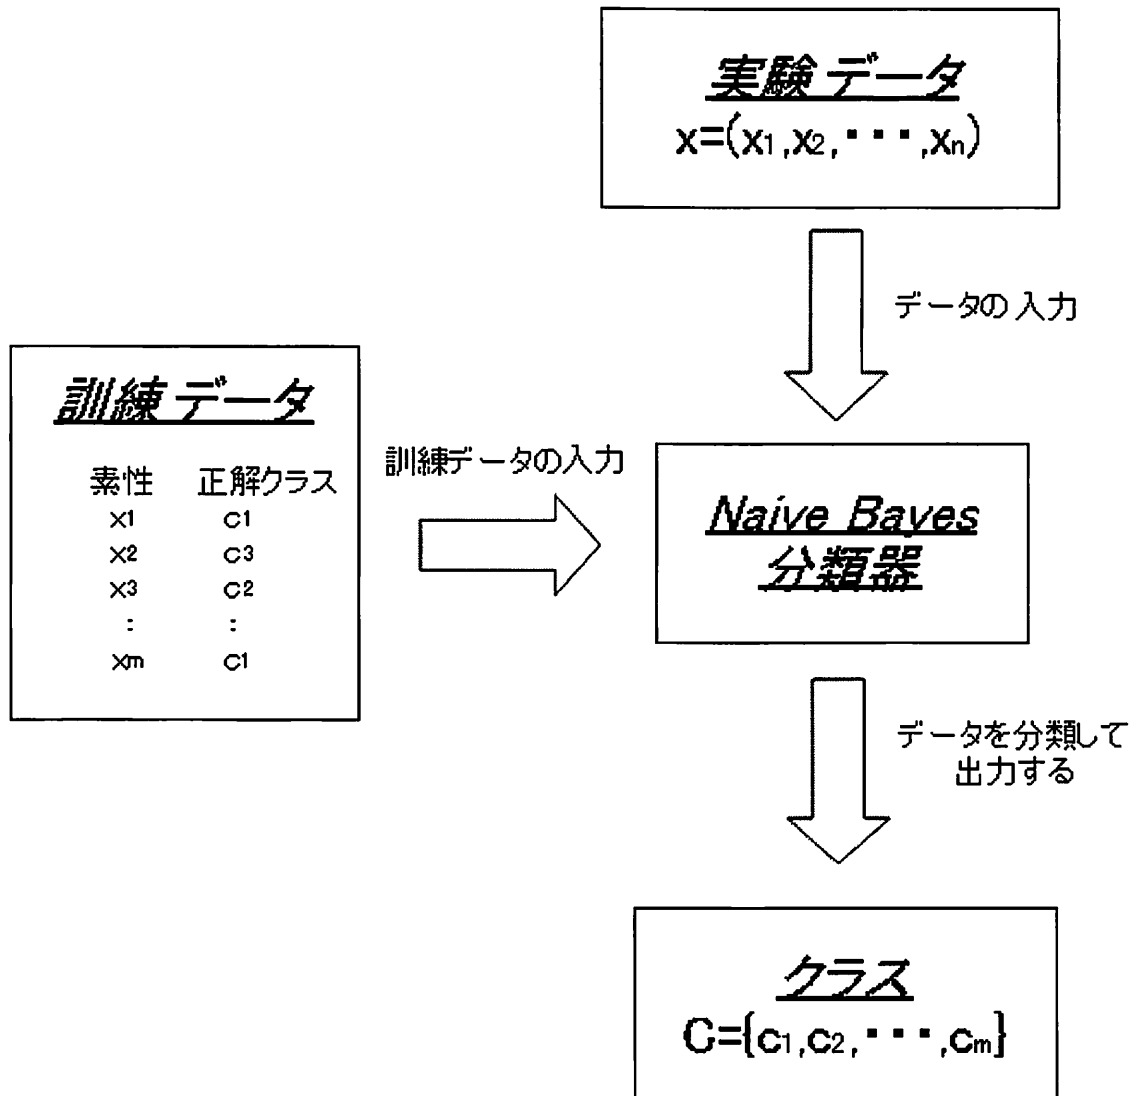 実験データ
x=(x1,x2,・・・,xn)
データの入力
訓練データ
素性 正解クラス
x1 c1
x2 c3
x3 c2
: :
xm c1
訓練データの入力
Naive Bayes
分類器
データを分類して
出力する
クラス
C={c1,c2,・・・,cm}